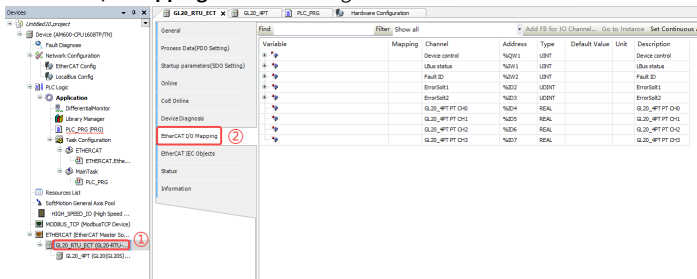 Devices
Untitled10.project
Device (AM600-CPU1608TP/TN)
Fault Diagnose
Network Configuration
EtherCAT Config
LocalBus Config
PLC Logic
Application
DifferentialMonitor
Library Manager
PLC_PRG (PRG)
Task Configuration
ETHERCAT
ETHERCAT.Ethe...
MainTask
PLC_PRG
Resources List
SoftMotion General Axis Pool
HIGH_SPEED_IO (High Speed ...
MODBUS_TCP (ModbusTCP Device)
ETHERCAT (EtherCAT Master So...
GL20_RTU_ECT (GL20-RTU-...
①
GL20_4PT (GL20(GL20S)...
GL20_RTU_ECT GL20_4PT PLC_PRG Hardware Configuration
General
Process Data(PDO Setting)
Startup parameters(SDO Setting)
Online
CoE Online
Device Diagnosis
EtherCAT I/O Mapping ②
EtherCAT IEC Objects
Status
Information
Find Filter Show all Add FB for IO Channel... Go to Instance Set Continuous
Variable Mapping Channel Address Type Default Value Unit Description
Device control %QW1 UINT Device control
LBus status %IW1 UINT LBus status
Fault ID %IW2 UINT Fault ID
ErrorSolt1 %ID2 UDINT ErrorSolt1
ErrorSolt2 %ID3 UDINT ErrorSolt2
GL20_4PT PT CH0 %ID4 REAL GL20_4PT PT CH0
GL20_4PT PT CH1 %ID5 REAL GL20_4PT PT CH1
GL20_4PT PT CH2 %ID6 REAL GL20_4PT PT CH2
GL20_4PT PT CH3 %ID7 REAL GL20_4PT PT CH3